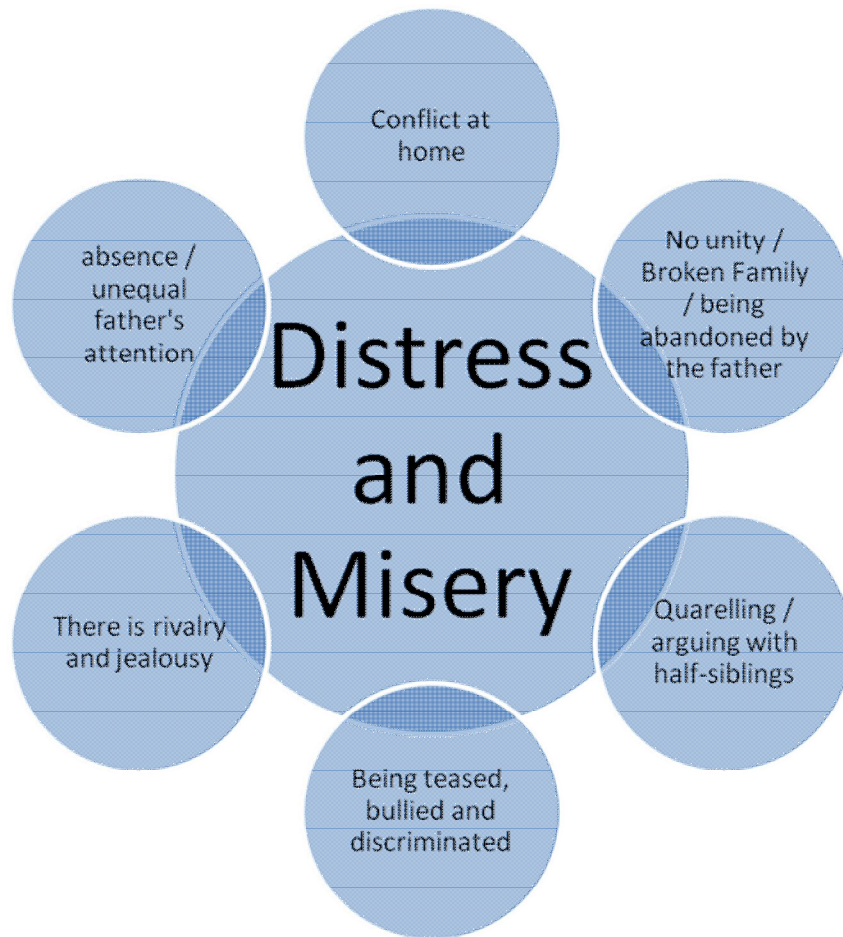 Conflict at
home
No unity /
Broken Family
/ being
abandoned by
the father
Quarelling /
arguing with
half-siblings
Being teased,
bullied and
discriminated
There is rivalry
and jealousy
absence /
unequal
father's
attention
Distress
and
Misery